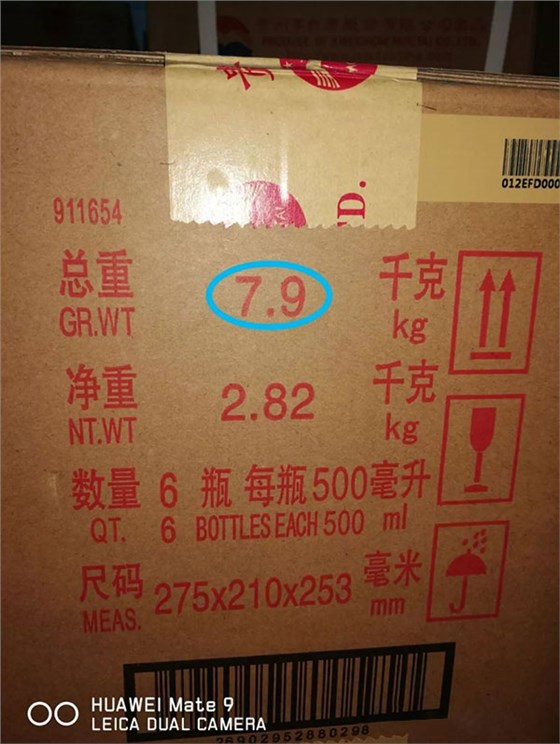 012EFD000
D.
911654
总重 7.9 千克
GR.WT kg
净重 2.82 千克
NT.WT kg
数量 6 瓶 每瓶 500 毫升
QT. 6 BOTTLES EACH 500 ml
尺码 275x210x253 毫米
MEAS. mm
26902952880298
HUAWEI Mate 9
LEICA DUAL CAMERA